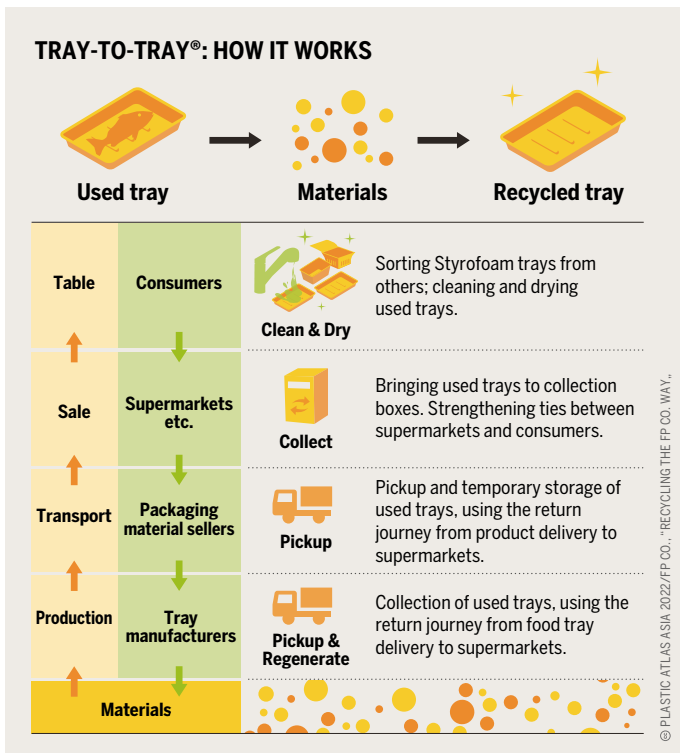 TRAY-TO-TRAY®: HOW IT WORKS
Used tray
Materials
Recycled tray
Table
Consumers
Clean & Dry
Sorting Styrofoam trays from
others; cleaning and drying
used trays.
Sale
Supermarkets
etc.
Collect
Bringing used trays to collection
boxes. Strengthening ties between
supermarkets and consumers.
Transport
Packaging
material sellers
Pickup
Pickup and temporary storage of
used trays, using the return
journey from product delivery to
supermarkets.
Production
Tray
manufacturers
Pickup &
Regenerate
Collection of used trays, using the
return journey from food tray
delivery to supermarkets.
Materials
PLASTIC ATLAS ASIA 2022/FP CO., “RECYCLING THE FP CO. WAY„